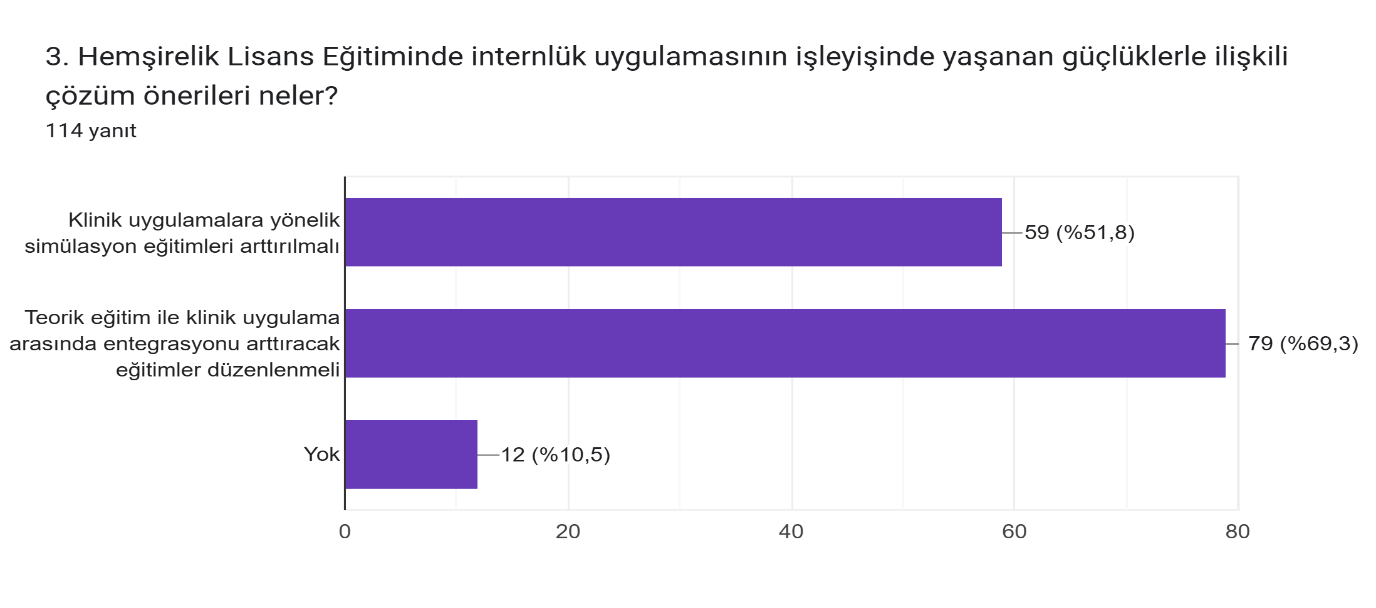 3. Hemşirelik Lisans Eğitiminde internlük uygulamasının işleyişinde yaşanan güçlüklerle ilişkili
çözüm önerileri neler?
114 yanıt
Klinik uygulamalara yönelik
simülasyon eğitimleri arttırılmalı
59 (%51,8)
Teorik eğitim ile klinik uygulama
arasında entegrasyonu arttıracak
eğitimler düzenlenmeli
79 (%69,3)
Yok
12 (%10,5)
0 20 40 60 80